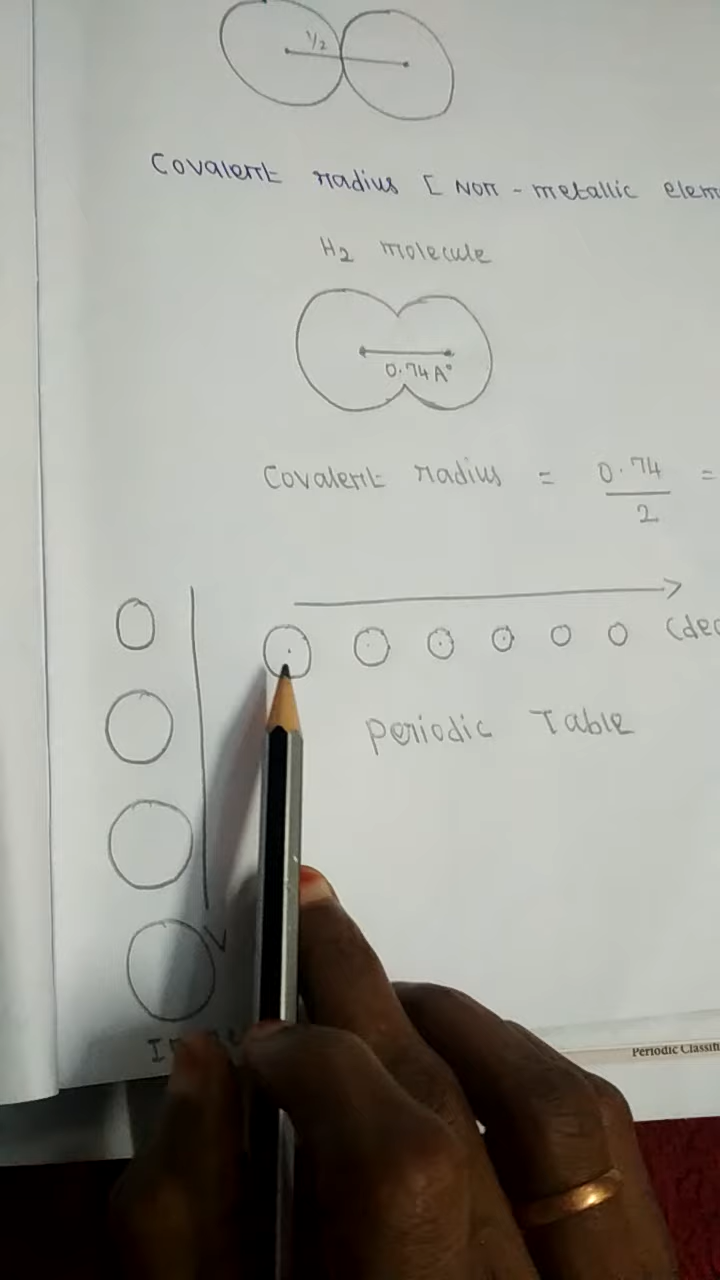 1/2
Covalent radius [ Non - metallic elem
H2 molecule
0.74A°
Covalent radius = 0.74 =
2
(dec
Periodic Table
Periodic Classifi